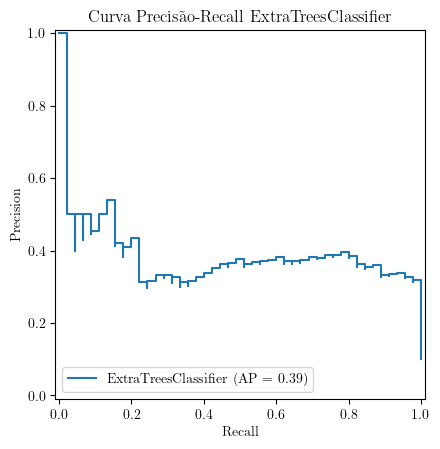 Curva Precisão-Recall ExtraTreesClassifier
1.0
0.8
0.6
0.4
0.2
0.0
Precision
ExtraTreesClassifier (AP = 0.39)
0.0 0.2 0.4 0.6 0.8 1.0
Recall